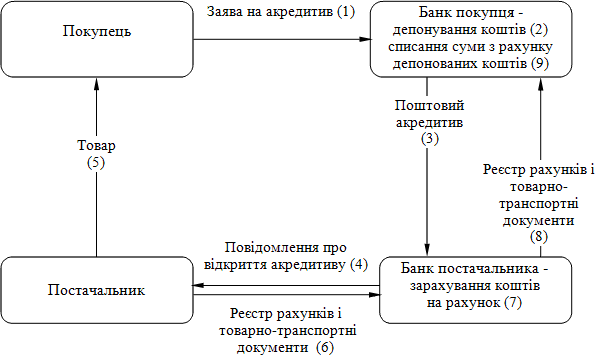 Заява на акредитив (1)
Покупець
Банк покупця -
депонування коштів (2)
списання суми з рахунку
депонованих коштів (9)
Поштовий
акредитив
(3)
Товар
(5)
Реєстр рахунків і
товарно-
транспортні
документи
(8)
Повідомлення про
відкриття акредитиву (4)
Постачальник
Банк постачальника -
зарахування коштів
на рахунок (7)
Реєстр рахунків і
товарно-транспортні
документи (6)